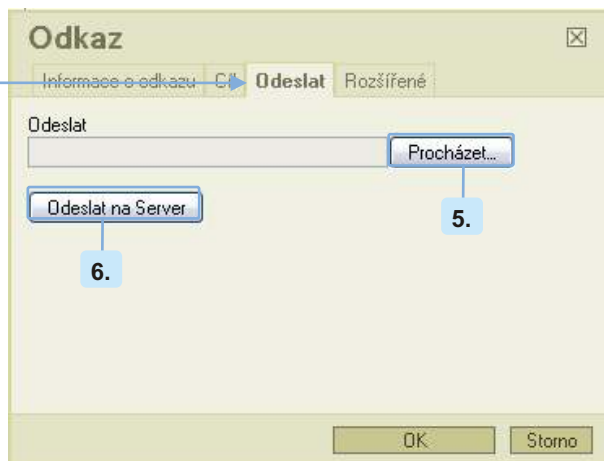 Odkaz
Informace o odkazu Cíl Odeslat Rozšířené
Odeslat
Procházet...
5.
Odeslat na Server
6.
OK Storno